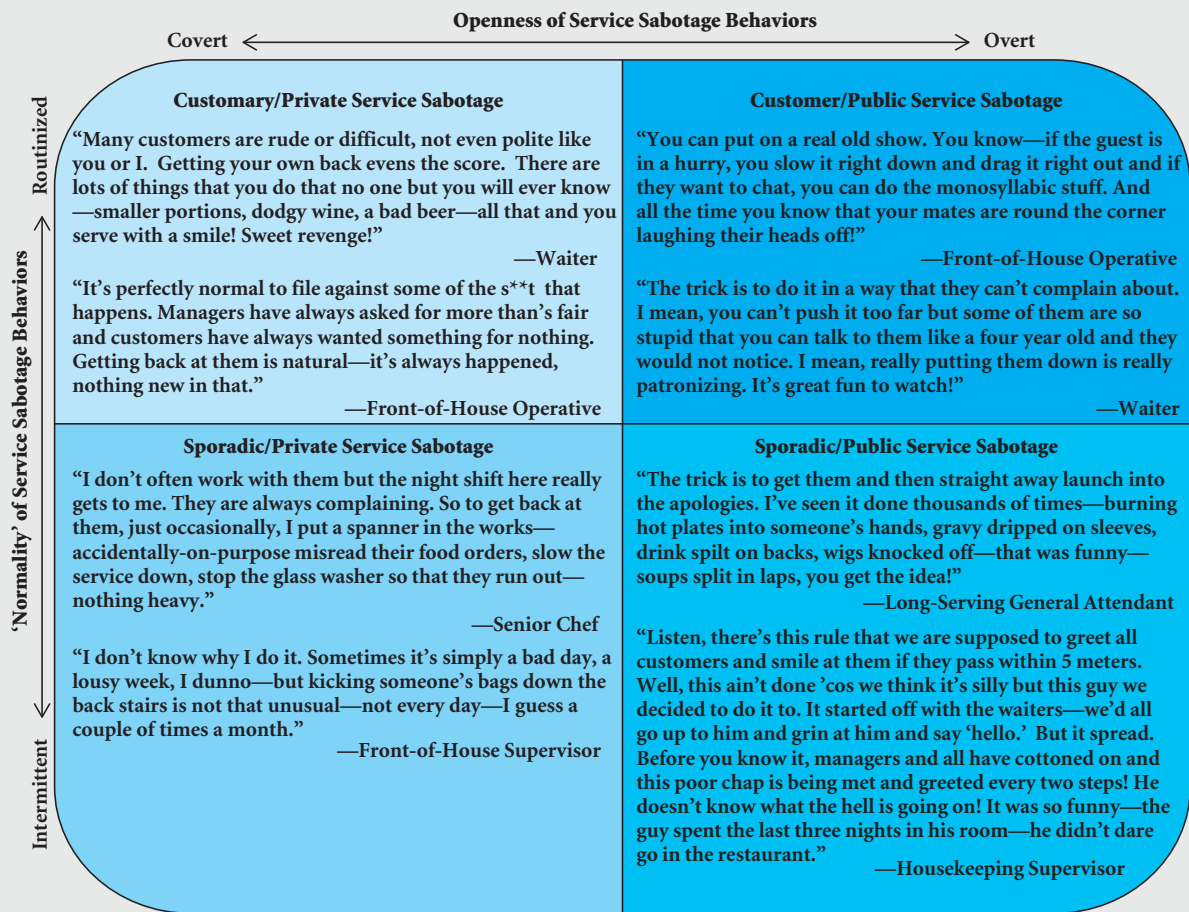 Openness of Service Sabotage Behaviors
Covert
Overt
'Normality' of Service Sabotage Behaviors
Routinized
Intermittent
Customary/Private Service Sabotage
“Many customers are rude or difficult, not even polite like
you or I. Getting your own back evens the score. There are
lots of things that you do that no one but you will ever know
—smaller portions, dodgy wine, a bad beer—all that and you
serve with a smile! Sweet revenge!”
—Waiter
“It's perfectly normal to file against some of the s**t that
happens. Managers have always asked for more than's fair
and customers have always wanted something for nothing.
Getting back at them is natural—it's always happened,
nothing new in that.”
—Front-of-House Operative
Customer/Public Service Sabotage
“You can put on a real old show. You know—if the guest is
in a hurry, you slow it right down and drag it right out and if
they want to chat, you can do the monosyllabic stuff. And
all the time you know that your mates are round the corner
laughing their heads off!”
—Front-of-House Operative
“The trick is to do it in a way that they can't complain about.
I mean, you can't push it too far but some of them are so
stupid that you can talk to them like a four year old and they
would not notice. I mean, really putting them down is really
patronizing. It's great fun to watch!”
—Waiter
Sporadic/Private Service Sabotage
“I don't often work with them but the night shift here really
gets to me. They are always complaining. So to get back at
them, just occasionally, I put a spanner in the works—
accidentally-on-purpose misread their food orders, slow the
service down, stop the glass washer so that they run out—
nothing heavy.”
—Senior Chef
“I don't know why I do it. Sometimes it's simply a bad day, a
lousy week, I dunno—but kicking someone's bags down the
back stairs is not that unusual—not every day—I guess a
couple of times a month.”
—Front-of-House Supervisor
Sporadic/Public Service Sabotage
“The trick is to get them and then straight away launch into
the apologies. I've seen it done thousands of times—burning
hot plates into someone's hands, gravy dripped on sleeves,
drink spilt on backs, wigs knocked off—that was funny—
soups split in laps, you get the idea!”
—Long-Serving General Attendant
“Listen, there's this rule that we are supposed to greet all
customers and smile at them if they pass within 5 meters.
Well, this ain't done 'cos we think it's silly but this guy we
decided to do it to. It started off with the waiters—we'd all
go up to him and grin at him and say ‘hello.’ But it spread.
Before you know it, managers and all have cottoned on and
this poor chap is being met and greeted every two steps! He
doesn't know what the hell is going on! It was so funny—the
guy spent the last three nights in his room—he didn't dare
go in the restaurant.”
—Housekeeping Supervisor